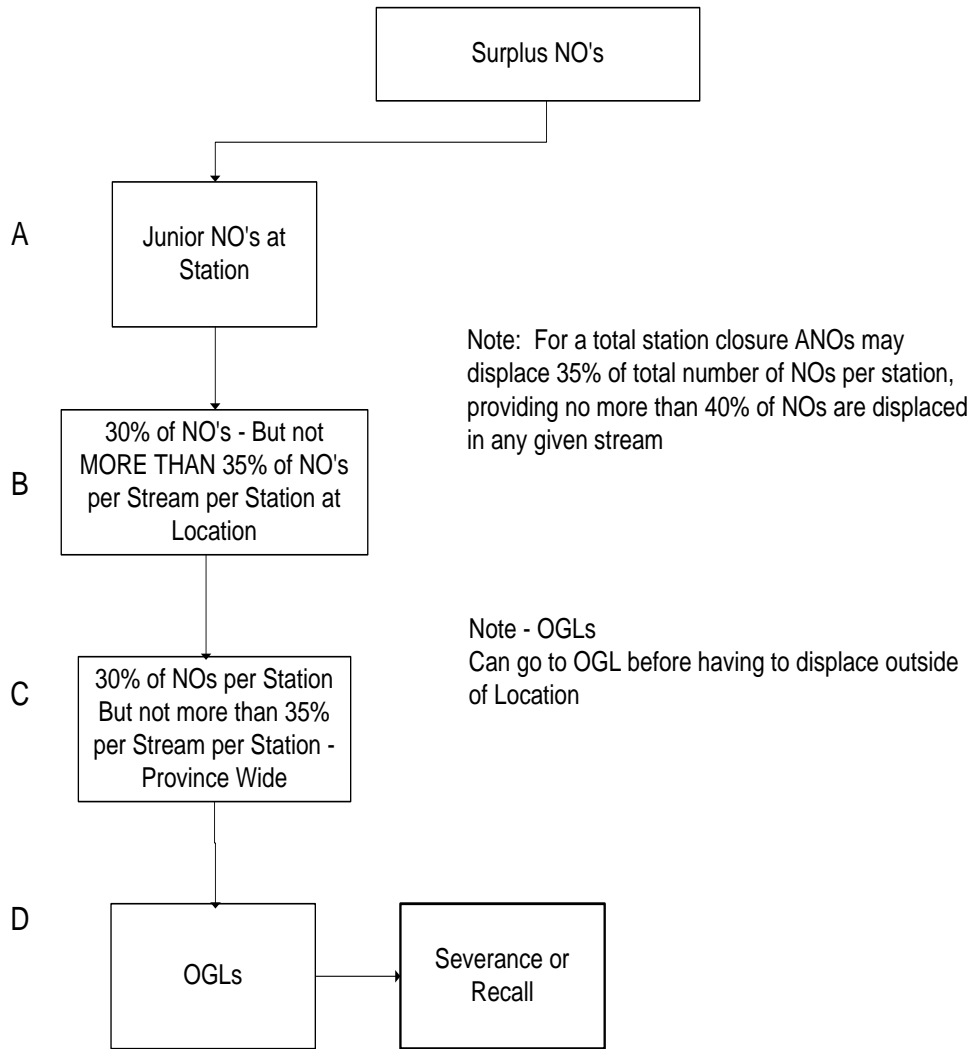 Surplus NO's
A
Junior NO's at
Station
Note:  For a total station closure ANOs may
displace 35% of total number of NOs per station,
providing no more than 40% of NOs are displaced
in any given stream
B
30% of NO's - But not
MORE THAN 35% of NO's
per Stream per Station at
Location
Note - OGLs
Can go to OGL before having to displace outside
of Location
C
30% of NOs per Station
But not more than 35%
per Stream per Station -
Province Wide
D
OGLs
Severance or
Recall